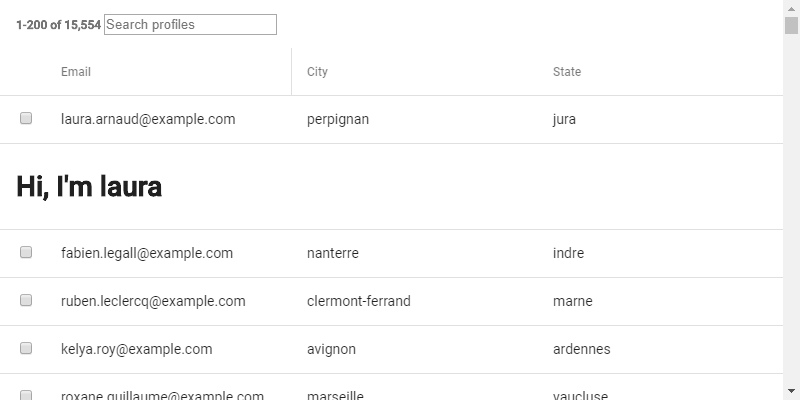 1-200 of 15,554 Search profiles
Email City State
laura.arnaud@example.com perpignan jura
Hi, I'm laura
fabien.legall@example.com nanterre indre
ruben.leclercq@example.com clermont-ferrand marne
kelya.roy@example.com avignon ardennes
roxane.guillaume@example.com marseille vaucluse